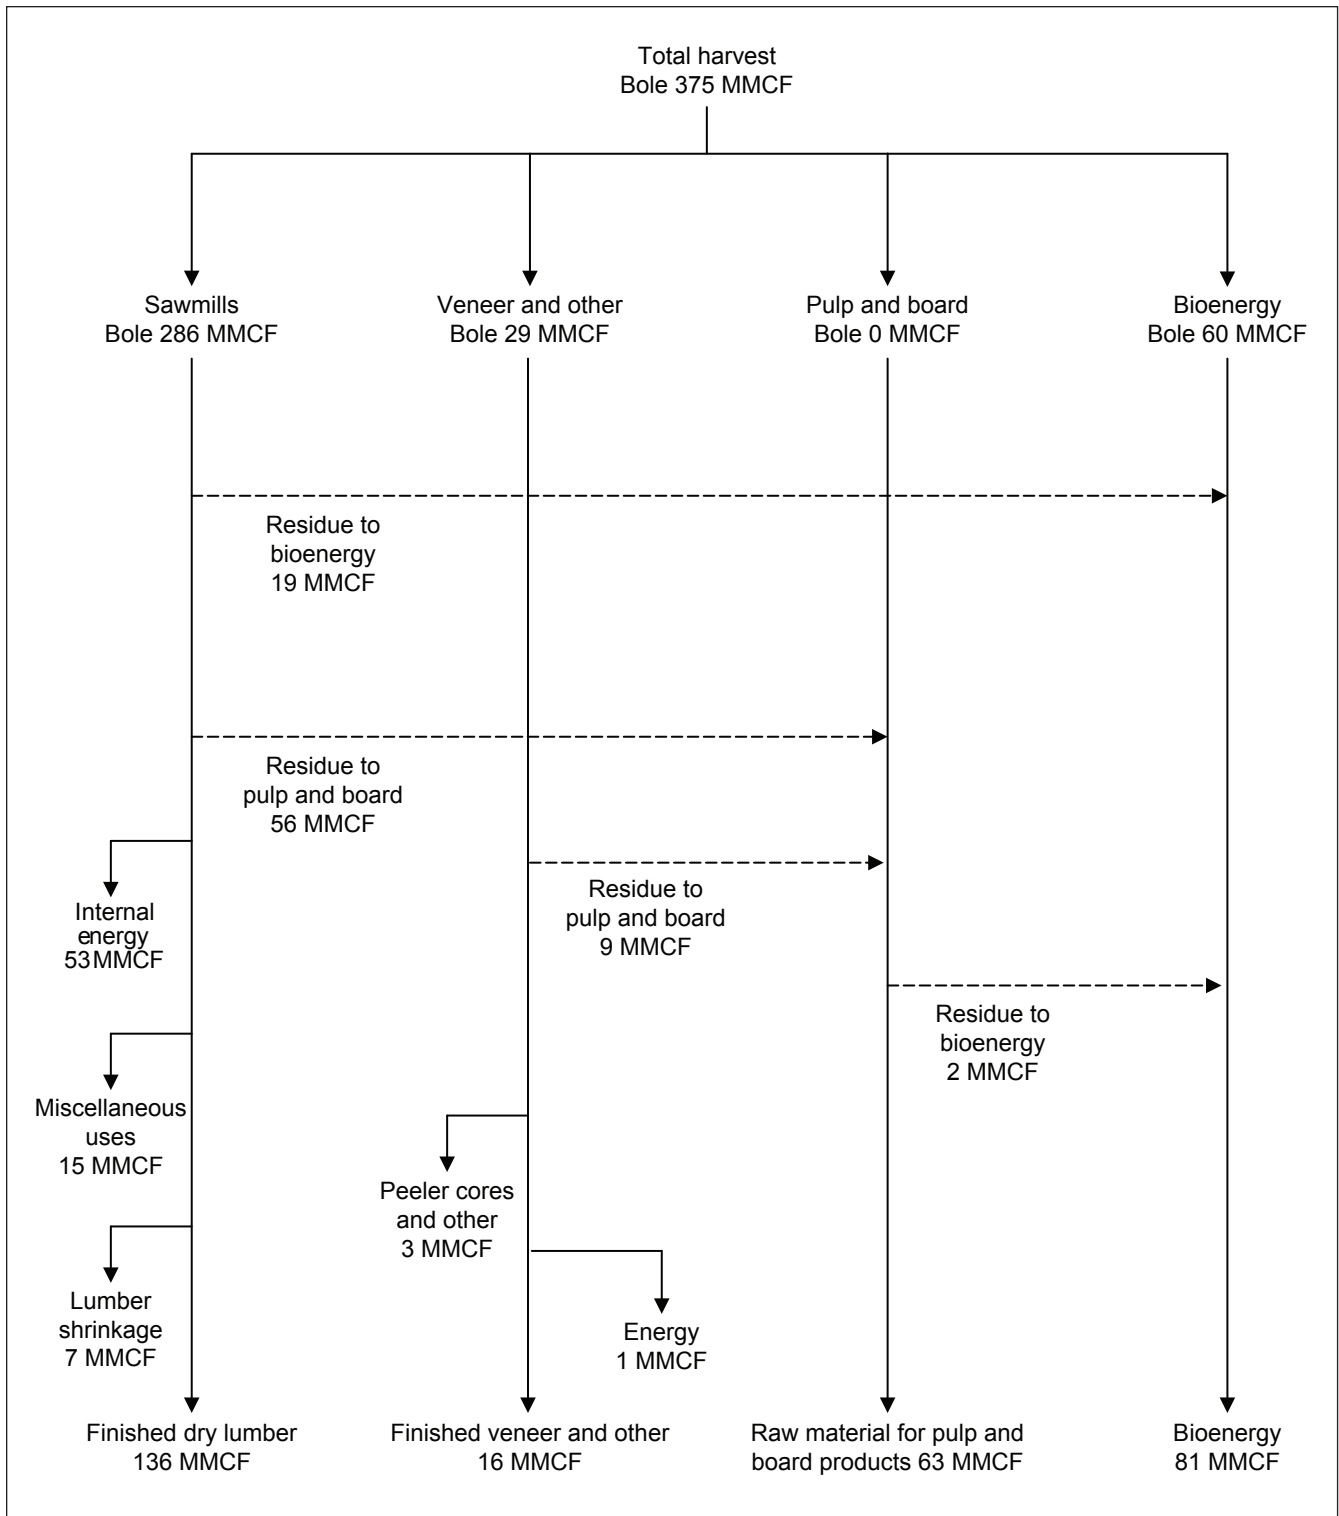 Total harvest
Bole 375 MMCF
Sawmills
Bole 286 MMCF
Veneer and other
Bole 29 MMCF
Pulp and board
Bole 0 MMCF
Bioenergy
Bole 60 MMCF
Residue to
bioenergy
19 MMCF
Residue to
pulp and board
56 MMCF
Residue to
pulp and board
9 MMCF
Internal
energy
53 MMCF
Residue to
bioenergy
2 MMCF
Miscellaneous
uses
15 MMCF
Peeler cores
and other
3 MMCF
Lumber
shrinkage
7 MMCF
Energy
1 MMCF
Finished dry lumber
136 MMCF
Finished veneer and other
16 MMCF
Raw material for pulp and
board products 63 MMCF
Bioenergy
81 MMCF